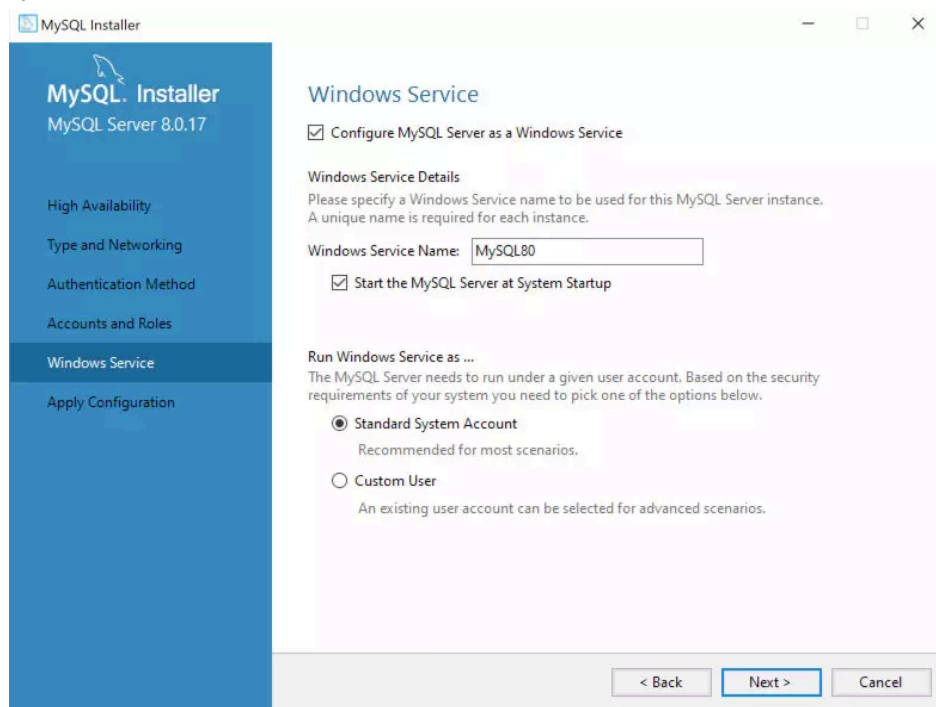 MySQL Installer
MySQL. Installer
MySQL Server 8.0.17
High Availability
Type and Networking
Authentication Method
Accounts and Roles
Windows Service
Apply Configuration
Windows Service
Configure MySQL Server as a Windows Service
Windows Service Details
Please specify a Windows Service name to be used for this MySQL Server instance.
A unique name is required for each instance.
Windows Service Name: MySQL80
Start the MySQL Server at System Startup
Run Windows Service as ...
The MySQL Server needs to run under a given user account. Based on the security
requirements of your system you need to pick one of the options below.
Standard System Account
Recommended for most scenarios.
Custom User
An existing user account can be selected for advanced scenarios.
< Back Next > Cancel